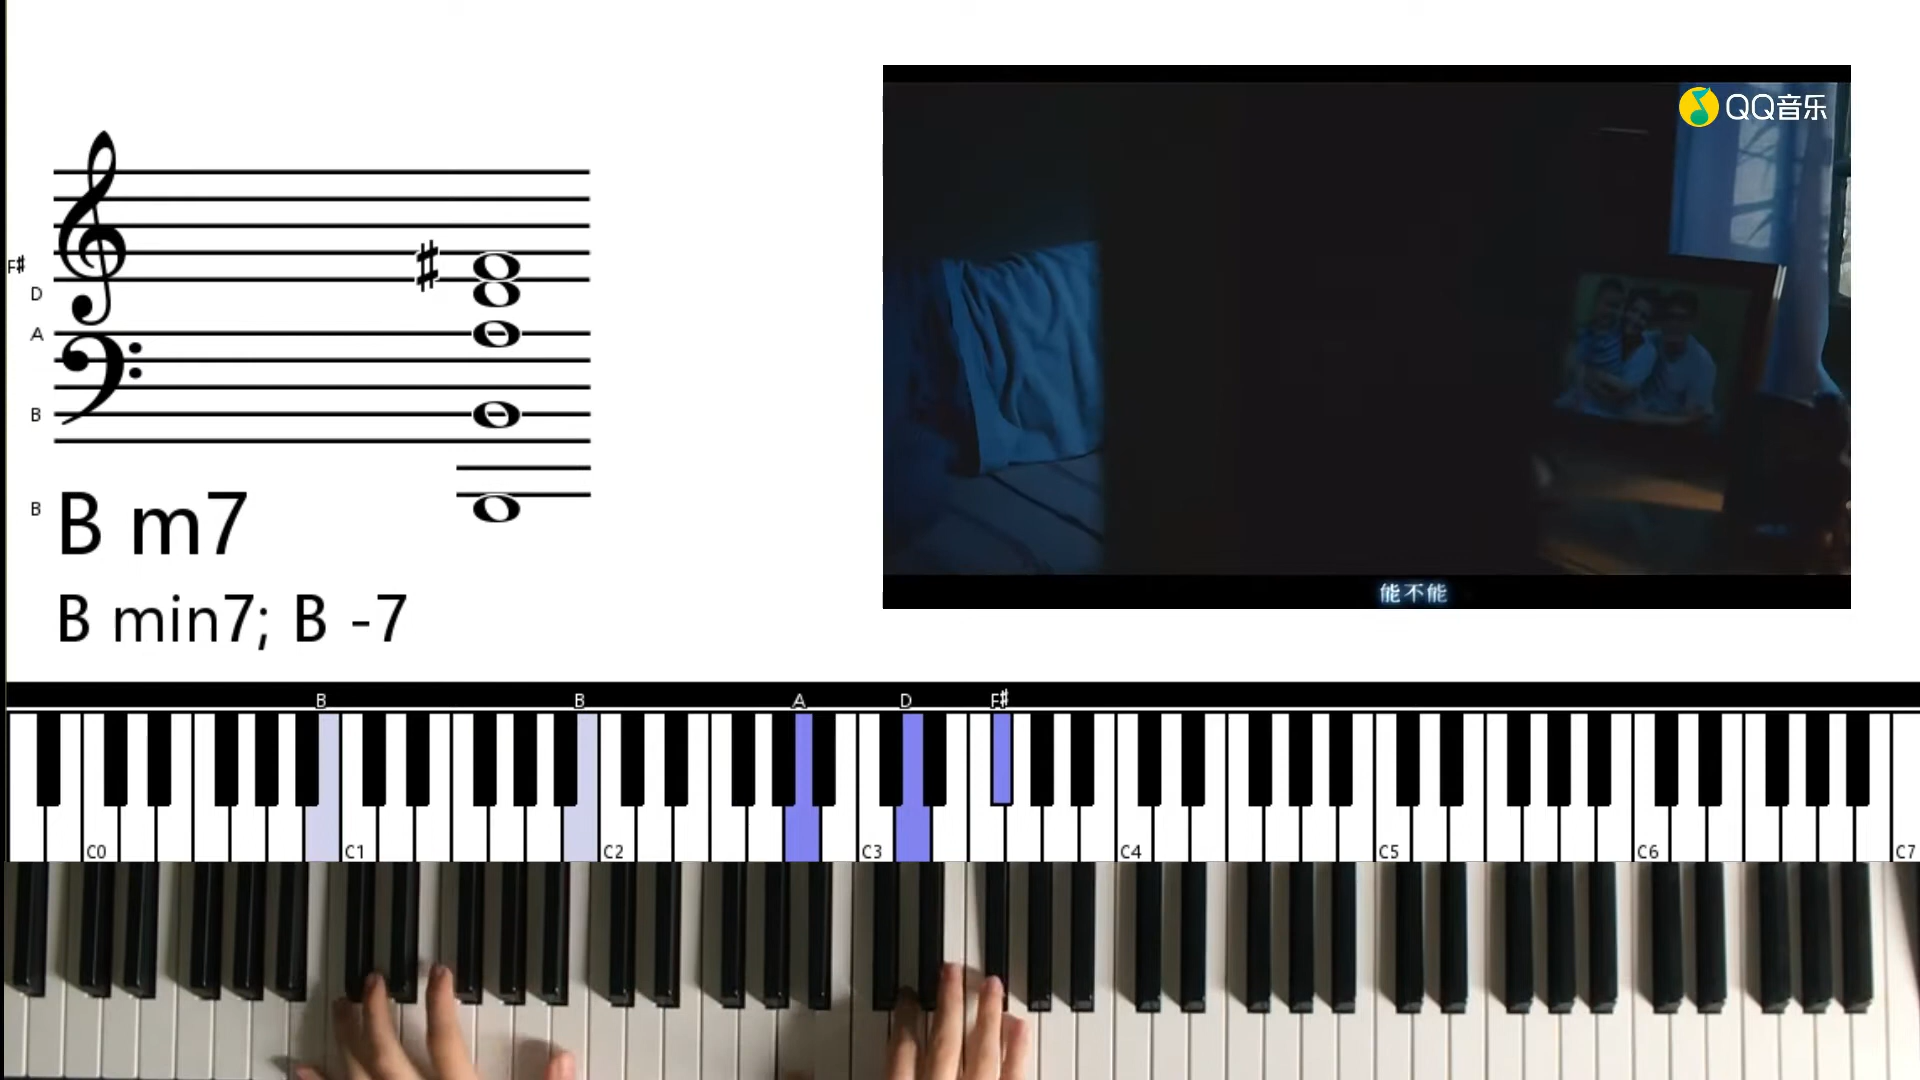 QQ音乐
F#
D
A
B
B
B m7
B min7; B -7
能不能
B B A D F#
C0 C1 C2 C3 C4 C5 C6 C7